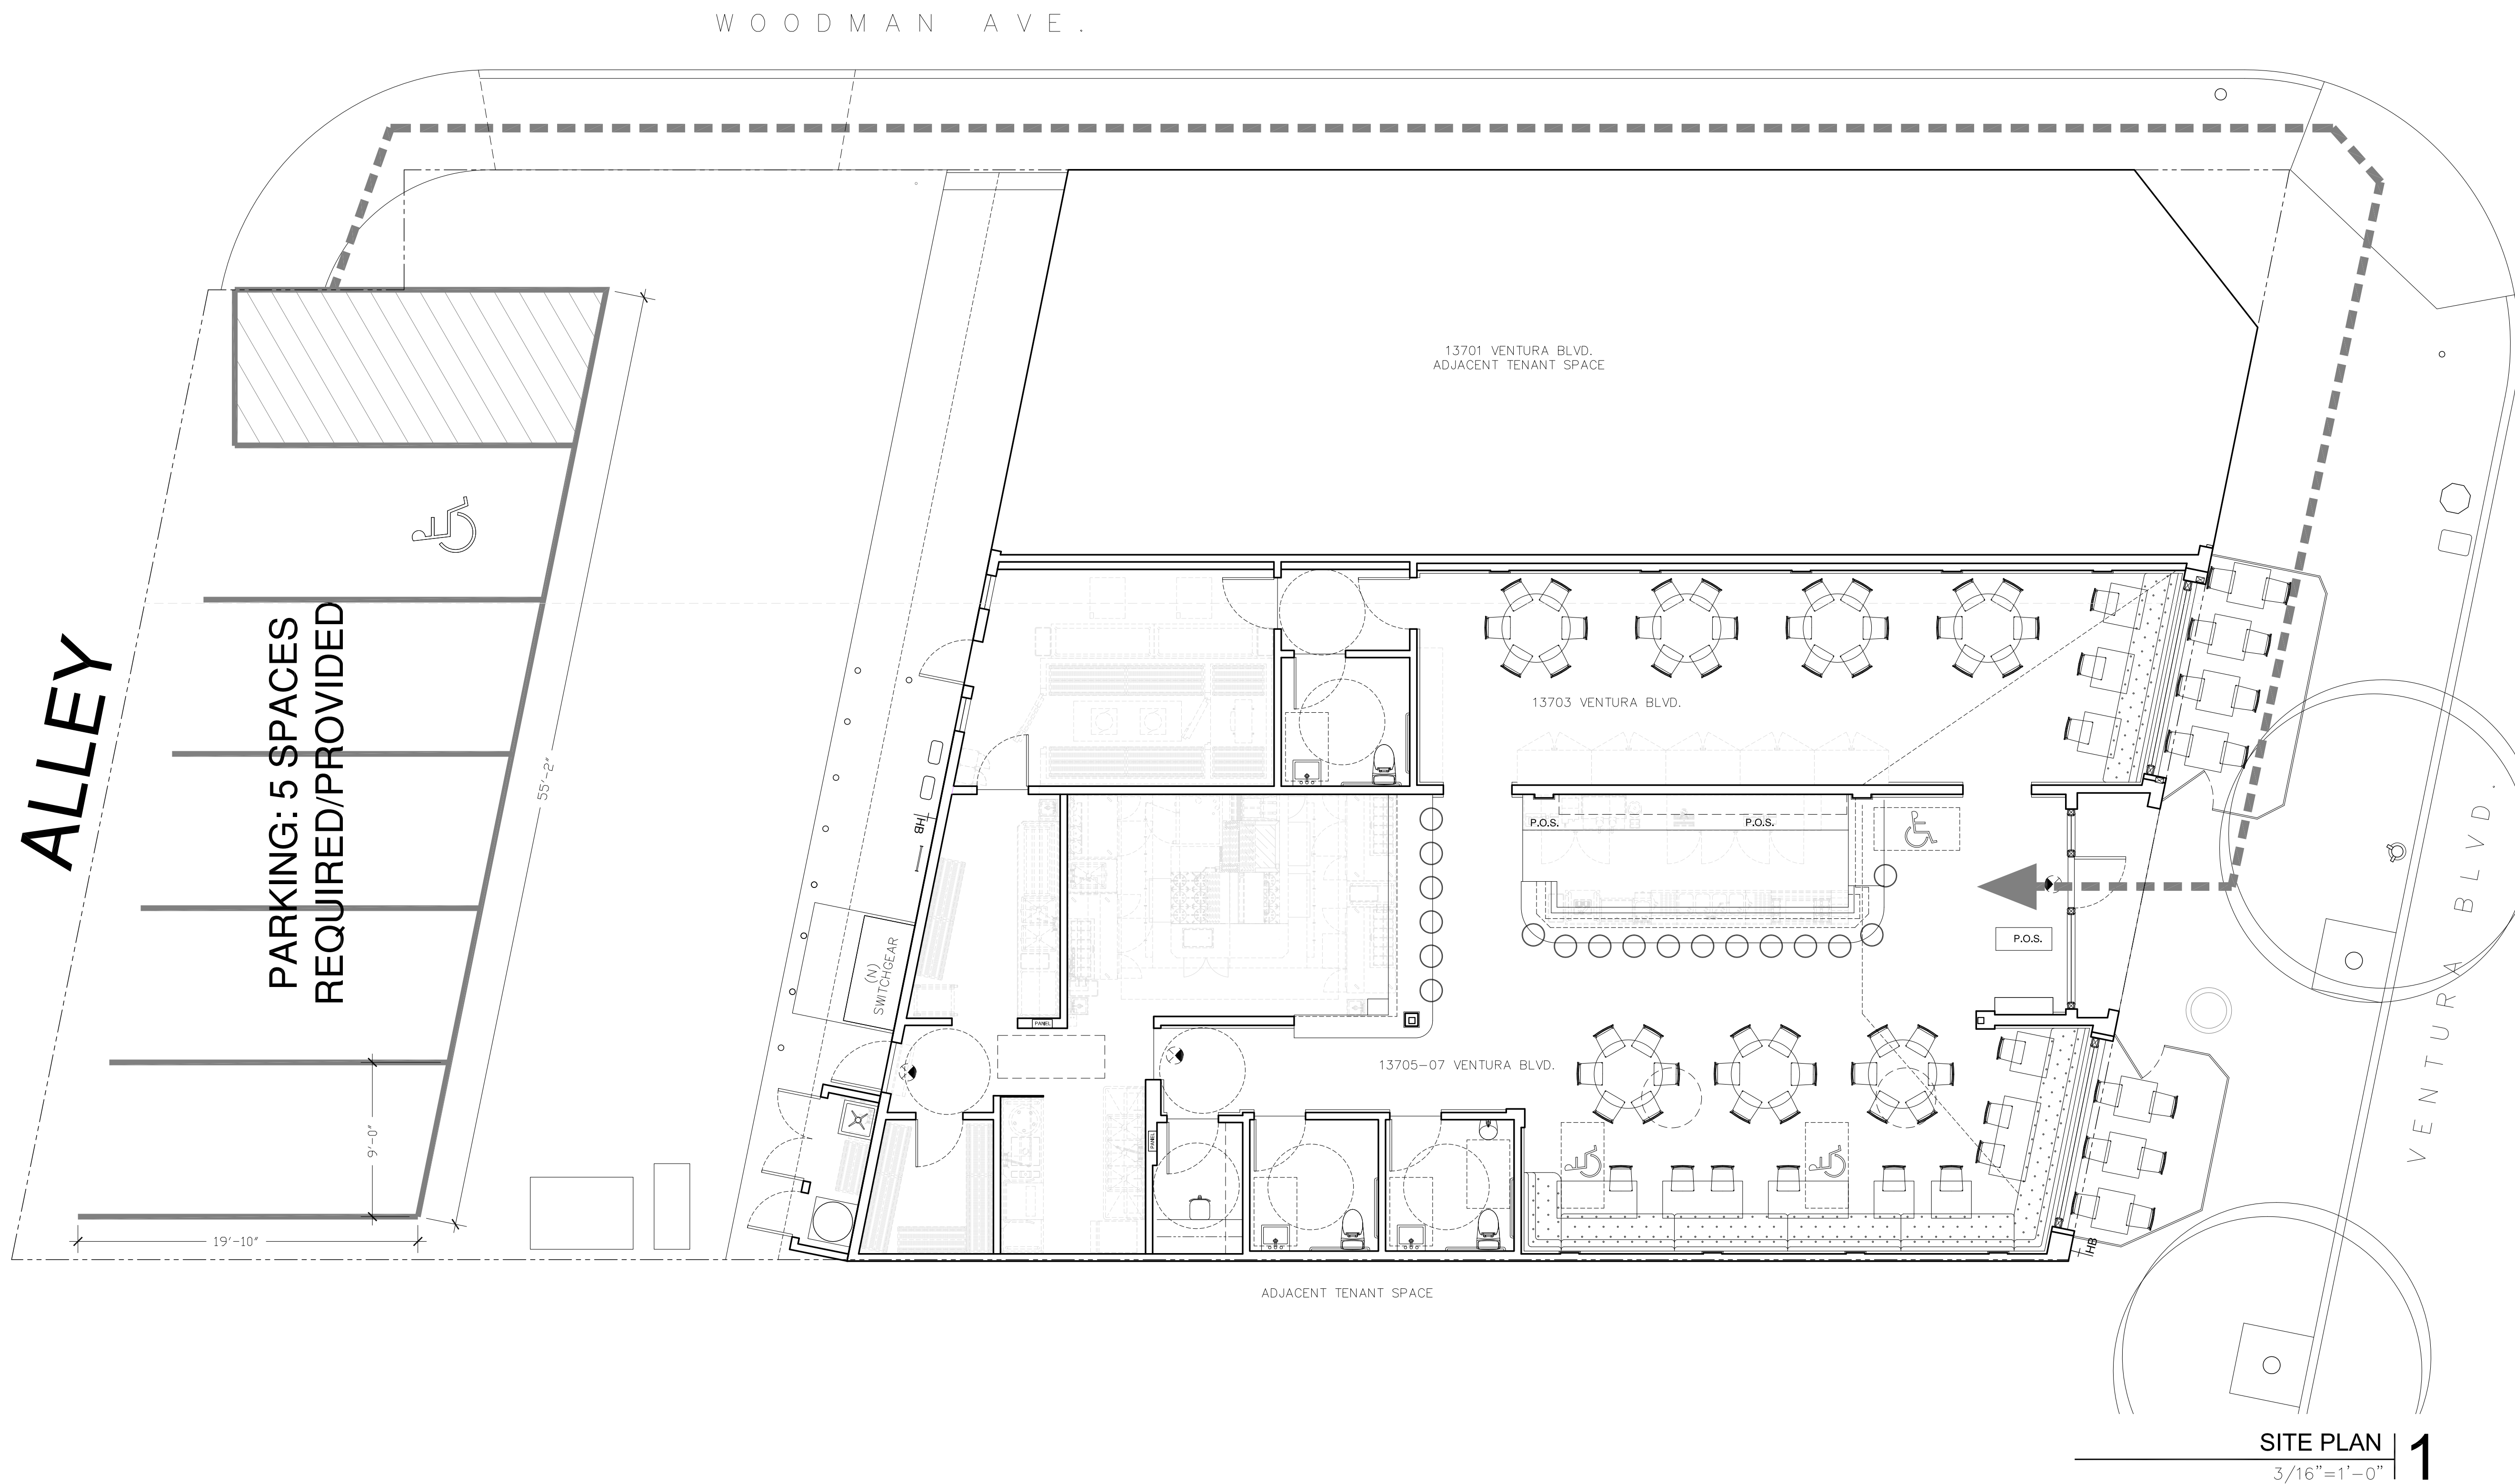 WOODMAN AVE.
13701 VENTURA BLVD.
ADJACENT TENANT SPACE
ALLEY
PARKING: 5 SPACES
REQUIRED/PROVIDED
55'-2"
9'-0"
19'-10"
HB
(N)
SWITCHGEAR
13703 VENTURA BLVD.
P.O.S.
P.O.S.
P.O.S.
PANEL
PANEL
13705-07 VENTURA BLVD.
HB
VENTURA BLVD.
ADJACENT TENANT SPACE
SITE PLAN
1
3/16"=1'-0"